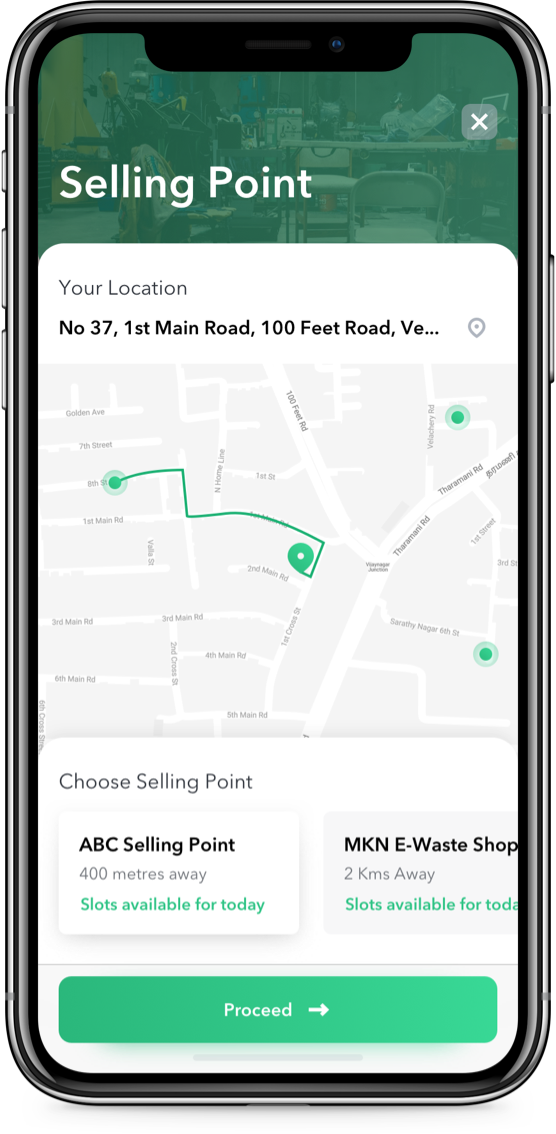 Selling Point
Your Location
No 37, 1st Main Road, 100 Feet Road, Ve...
Golden Ave
100 Feet Rd
Velachery Rd
7th Street
N Home Line
1st St
Tharamani Rd
8th St
1st Main Rd
1st Main Rd
Tharamani Rd
1st Street
Valla St
2nd Main Rd
Vijaynagar
Junction
3rd St
3rd Main Rd
3rd Main Rd
1st Cross St
Sarathy Nagar 6th St
2nd Cross St
4th Main Rd
6th Main Rd
6th Cross Stree
5th Main Rd
Choose Selling Point
ABC Selling Point
MKN E-Waste Shop
400 metres away
2 Kms Away
Slots available for today
Slots available for toda
Proceed →